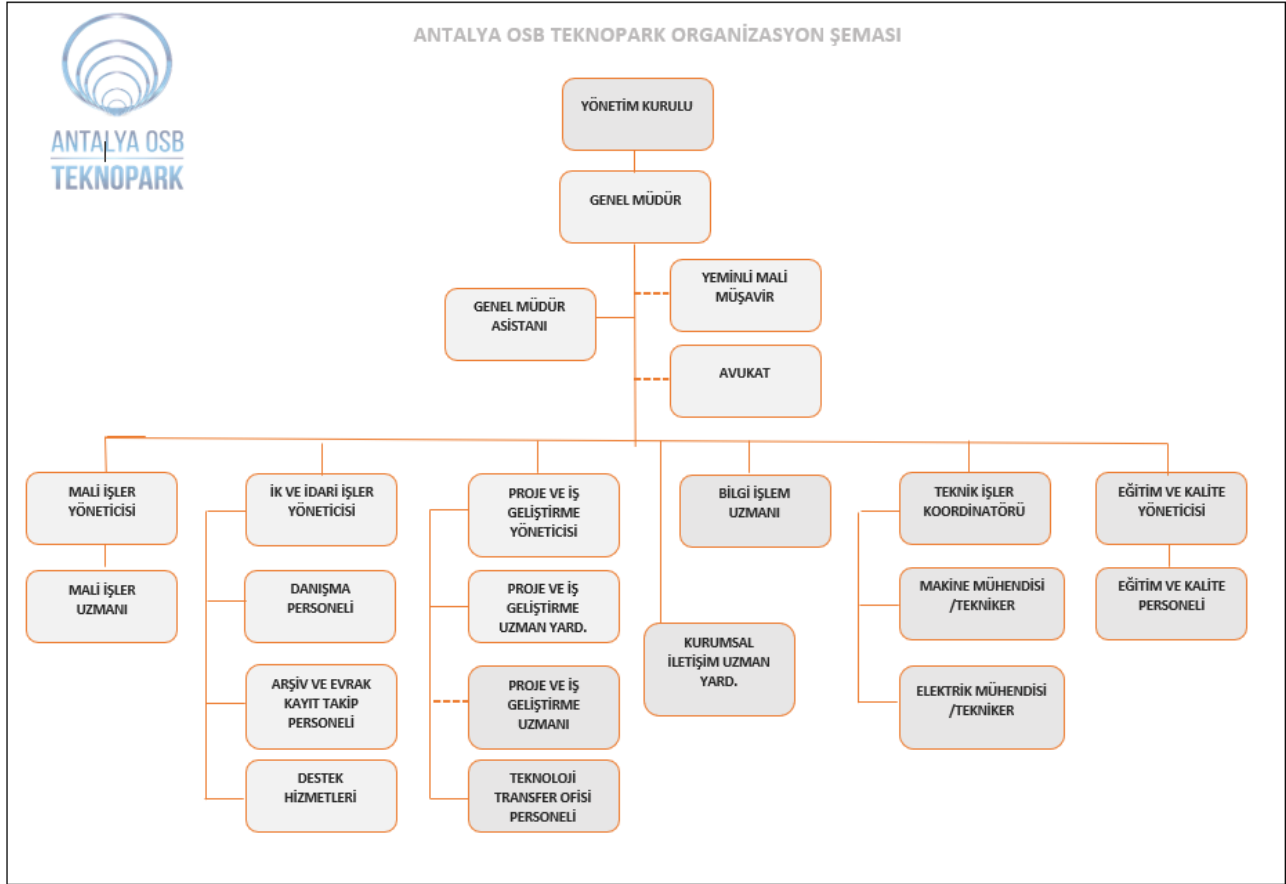 ANTALYA OSB TEKNOPARK ORGANİZASYON ŞEMASI
ANTALYA OSB
TEKNOPARK
YÖNETİM KURULU
GENEL MÜDÜR
YEMİNLİ MALİ
MÜŞAVİR
GENEL MÜDÜR
ASİSTANI
AVUKAT
MALİ İŞLER
YÖNETİCİSİ
MALİ İŞLER
UZMANI
İK VE İDARİ İŞLER
YÖNETİCİSİ
DANIŞMA
PERSONELİ
ARŞİV VE EVRAK
KAYIT TAKİP
PERSONELİ
DESTEK
HİZMETLERİ
PROJE VE İŞ
GELİŞTİRME
YÖNETİCİSİ
PROJE VE İŞ
GELİŞTİRME
UZMAN YARD.
PROJE VE İŞ
GELİŞTİRME
UZMANI
TEKNOLOJİ
TRANSFER OFİSİ
PERSONELİ
KURUMSAL
İLETİŞİM UZMAN
YARD.
BİLGİ İŞLEM
UZMANI
TEKNİK İŞLER
KOORDİNATÖRÜ
MAKİNE MÜHENDİSİ
/TEKNİKER
ELEKTRİK MÜHENDİSİ
/TEKNİKER
EĞİTİM VE KALİTE
YÖNETİCİSİ
EĞİTİM VE KALİTE
PERSONELİ